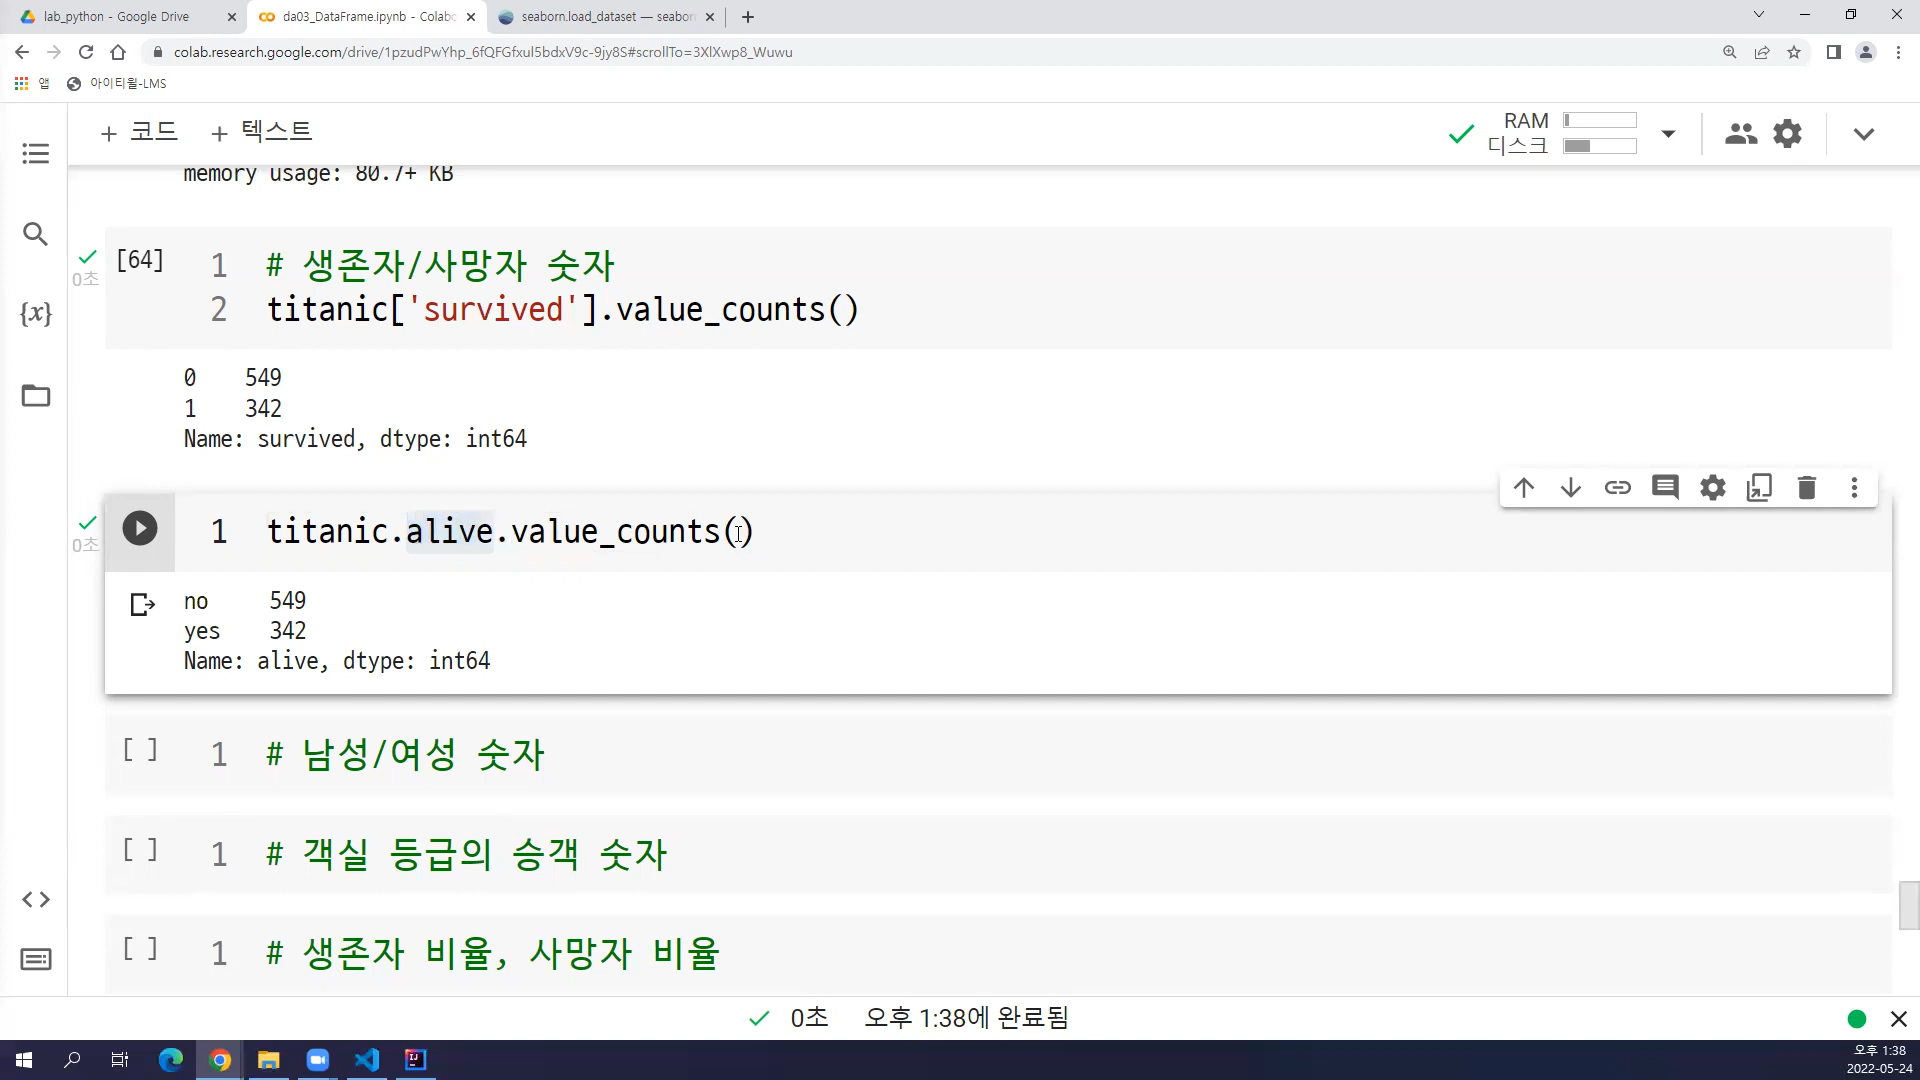 lab_python - Google Drive
da03_DataFrame.ipynb - Colabo
seaborn.load_dataset — seaborn
colab.research.google.com/drive/1pzudPwYhp_6fQFGfxul5bdxV9c-9jy8S#scrollTo=3XlXwp8_Wuwu
앱 아이티윌-LMS
+ 코드 + 텍스트
RAM
디스크
memory usage: 80.7+ KB
[64] 1 # 생존자/사망자 숫자
0초
2 titanic['survived'].value_counts()
0 549
1 342
Name: survived, dtype: int64
1 titanic.alive.value_counts()
0초
no 549
yes 342
Name: alive, dtype: int64
[ ] 1 # 남성/여성 숫자
[ ] 1 # 객실 등급의 승객 숫자
[ ] 1 # 생존자 비율, 사망자 비율
0초 오후 1:38에 완료됨
오후 1:38
2022-05-24